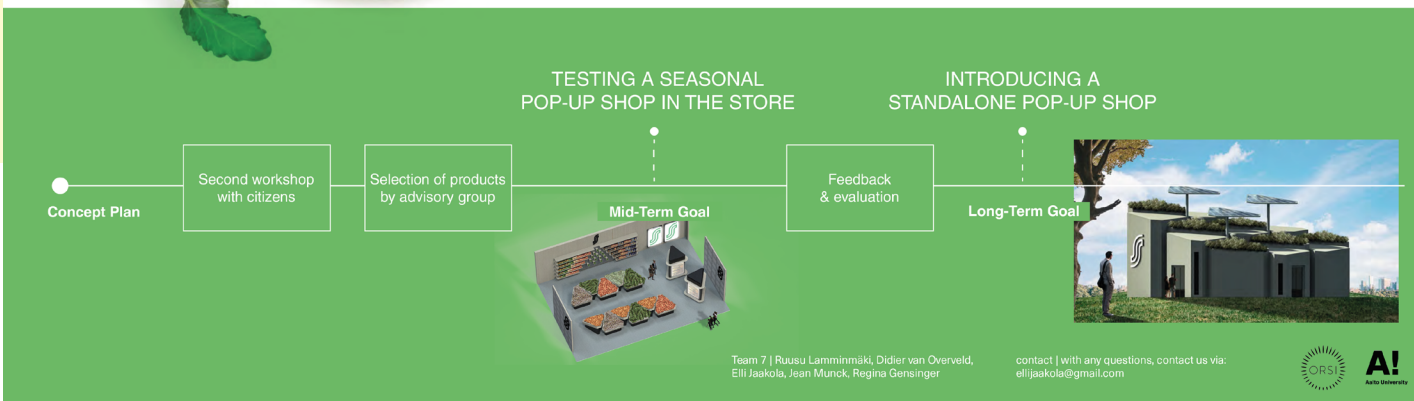 TESTING A SEASONAL
POP-UP SHOP IN THE STORE
INTRODUCING A
STANDALONE POP-UP SHOP
Second workshop
with citizens
Selection of products
by advisory group
Feedback
& evaluation
Concept Plan
Mid-Term Goal
Long-Term Goal
Team 7 | Ruusu Lamminmäki, Didier van Overveld,
Elli Jaakola, Jean Munck, Regina Gensinger
contact | with any questions, contact us via:
ellijaakola@gmail.com
ORSI
A!
Aalto University